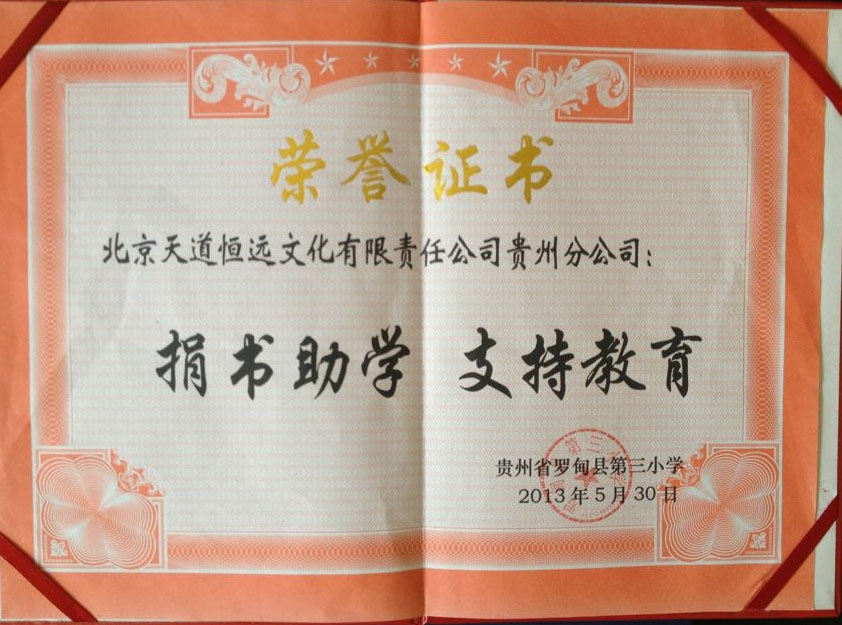 荣誉证书
北京天道恒远文化有限责任公司贵州分公司：
捐书助学 支持教育
贵州省罗甸县第三小学
2013年5月30日